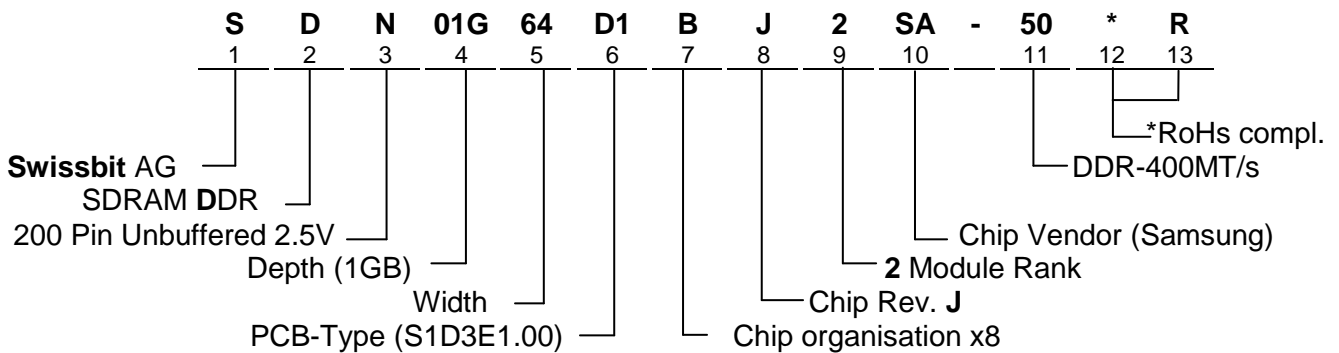 S D N 01G 64 D1 B J 2 SA - 50 * R
1 2 3 4 5 6 7 8 9 10 11 12 13
*RoHs compl.
Swissbit AG
DDR-400MT/s
SDRAM DDR
200 Pin Unbuffered 2.5V
Chip Vendor (Samsung)
Depth (1GB)
2 Module Rank
Width
Chip Rev. J
PCB-Type (S1D3E1.00)
Chip organisation x8